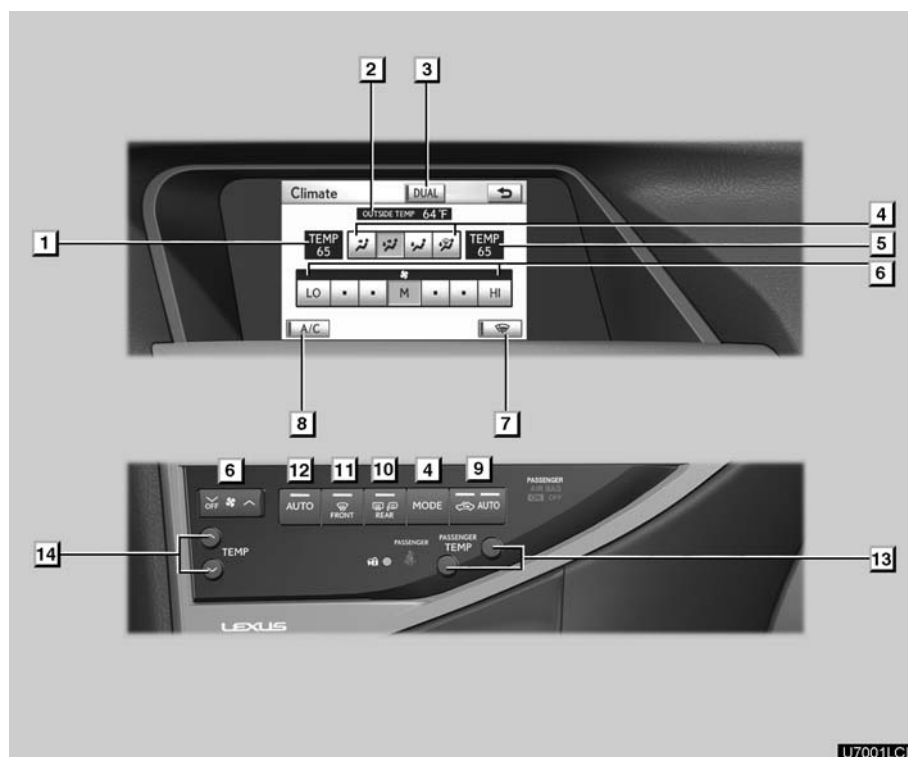 2 3
Climate DUAL
OUTSIDE TEMP 64°F
4
1 TEMP 65
TEMP 65 5
6
LO M HI
A/C
8 7
6 12 11 10 4 9
PASSENGER
AIR BAG
ON OFF
OFF AUTO FRONT REAR MODE AUTO
14 TEMP
PASSENGER
PASSENGER TEMP
13
LEXUS
U7001LC